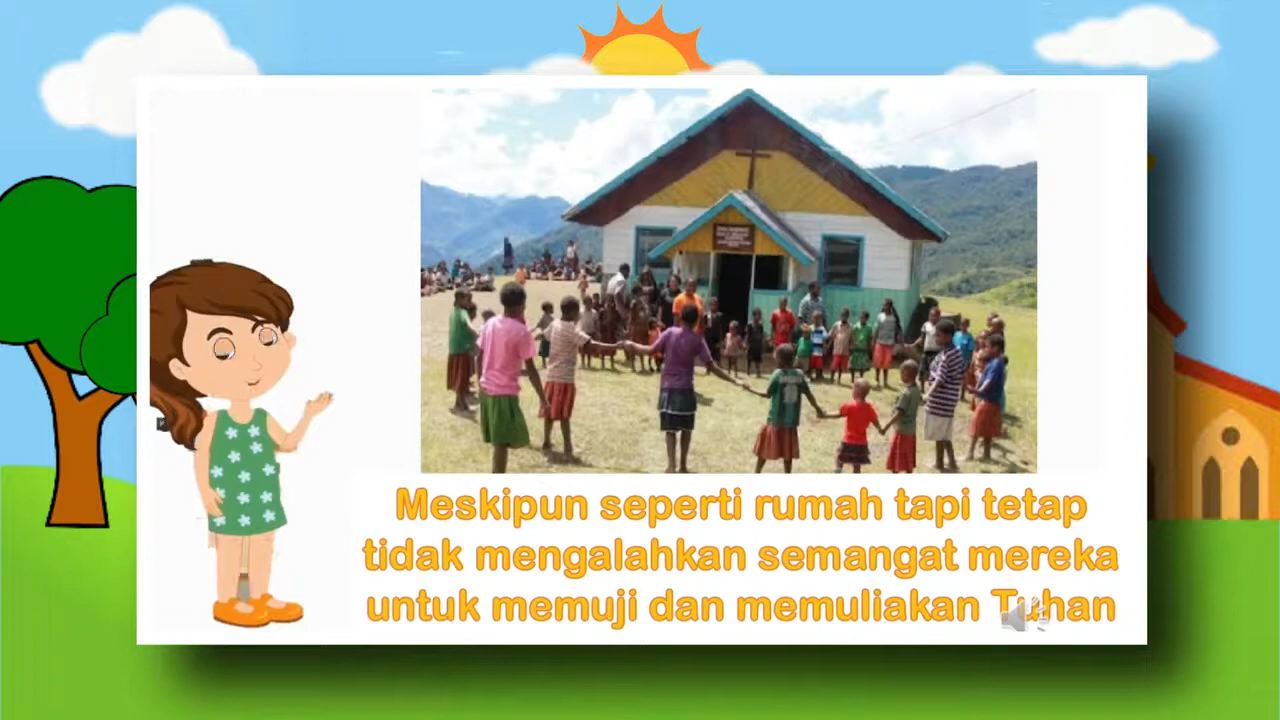 Meskipun seperti rumah tapi tetap
tidak mengalahkan semangat mereka
untuk memuji dan memuliakan Tuhan